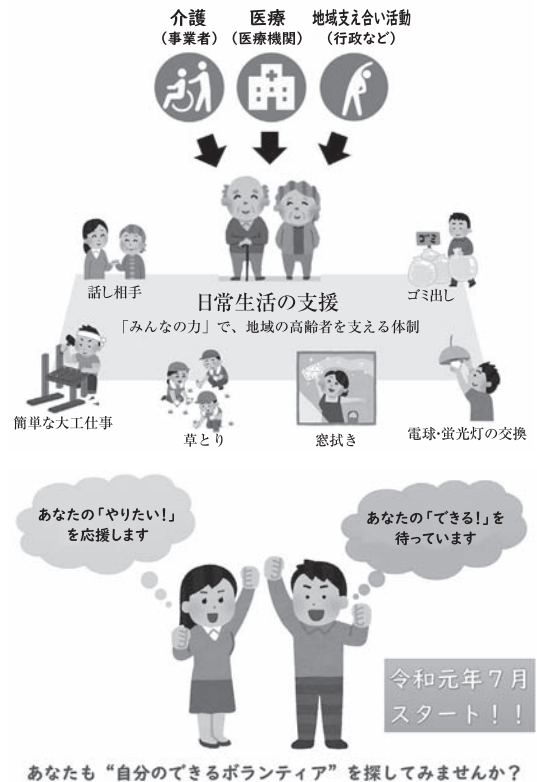 介護 医療 地域支え合い活動
（事業者） （医療機関） （行政など）
話し相手
ゴミ
ゴミ出し
日常生活の支援
「みんなの力」で、地域の高齢者を支える体制
簡単な大工仕事
草とり
窓拭き
電球・蛍光灯の交換
あなたの「やりたい！」
を応援します
あなたの「できる！」を
待っています
令和元年７月
スタート！！
あなたも“自分のできるボランティア”を探してみませんか？